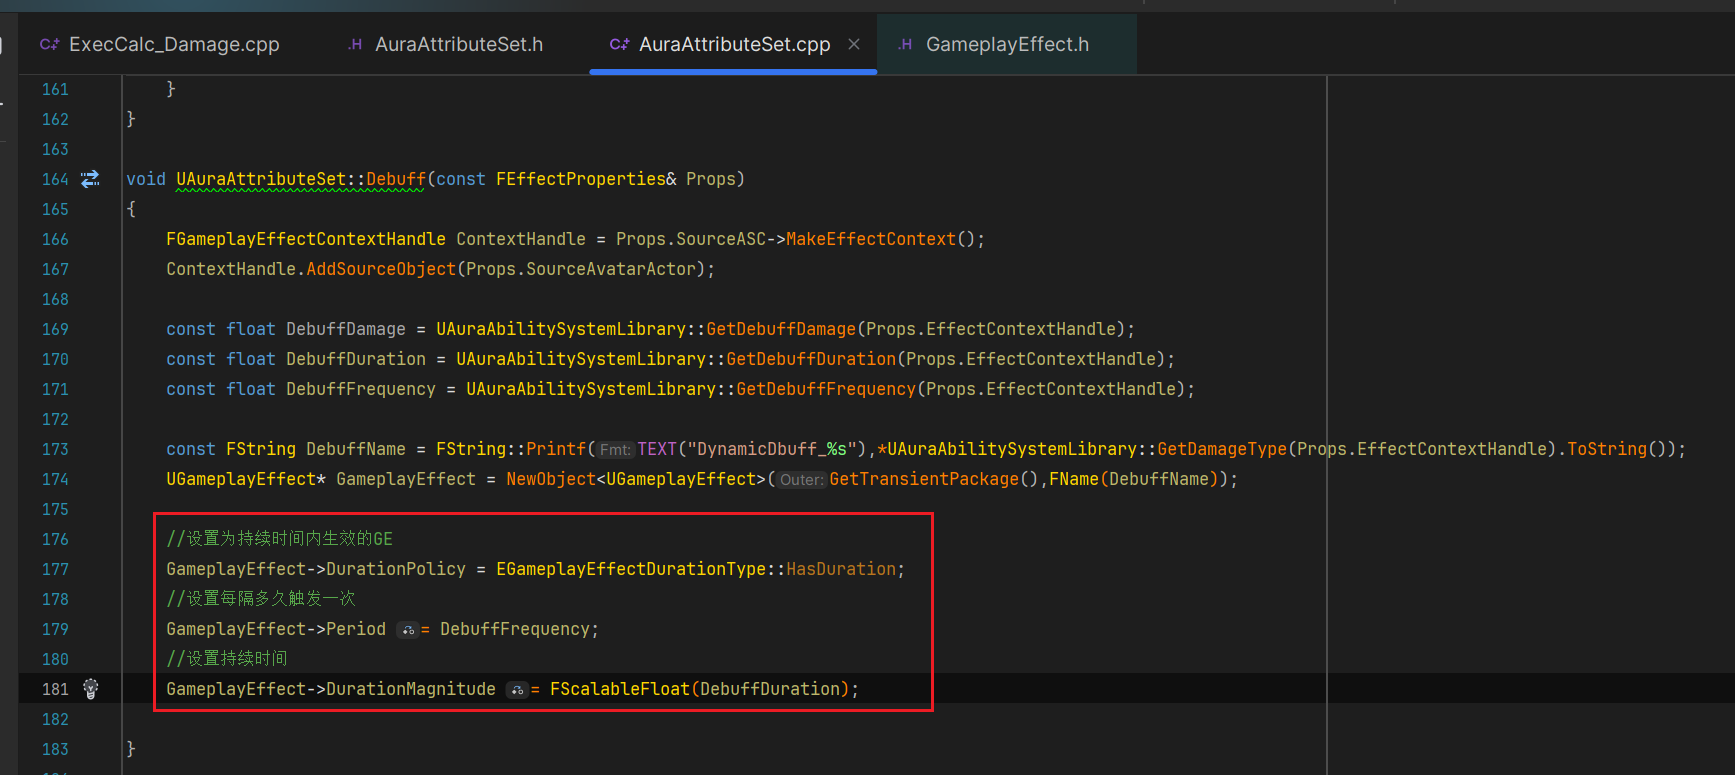 ExecCalc_Damage.cpp .H AuraAttributeSet.h AuraAttributeSet.cpp .H GameplayEffect.h
161 }
162 }
163
164 void UAuraAttributeSet::Debuff(const FEffectProperties& Props)
165 {
166 FGameplayEffectContextHandle ContextHandle = Props.SourceASC->MakeEffectContext();
167 ContextHandle.AddSourceObject(Props.SourceAvatarActor);
168
169 const float DebuffDamage = UAuraAbilitySystemLibrary::GetDebuffDamage(Props.EffectContextHandle);
170 const float DebuffDuration = UAuraAbilitySystemLibrary::GetDebuffDuration(Props.EffectContextHandle);
171 const float DebuffFrequency = UAuraAbilitySystemLibrary::GetDebuffFrequency(Props.EffectContextHandle);
172
173 const FString DebuffName = FString::Printf(Fmt:TEXT("DynamicDbuff_%s"),*UAuraAbilitySystemLibrary::GetDamageType(Props.EffectContextHandle).ToString());
174 UGameplayEffect* GameplayEffect = NewObject<UGameplayEffect>(Outer:GetTransientPackage(),FName(DebuffName));
175
176 //设置为持续时间内生效的GE
177 GameplayEffect->DurationPolicy = EGameplayEffectDurationType::HasDuration;
178 //设置每隔多久触发一次
179 GameplayEffect->Period = DebuffFrequency;
180 //设置持续时间
181 GameplayEffect->DurationMagnitude = FScalableFloat(DebuffDuration);
182
183 }